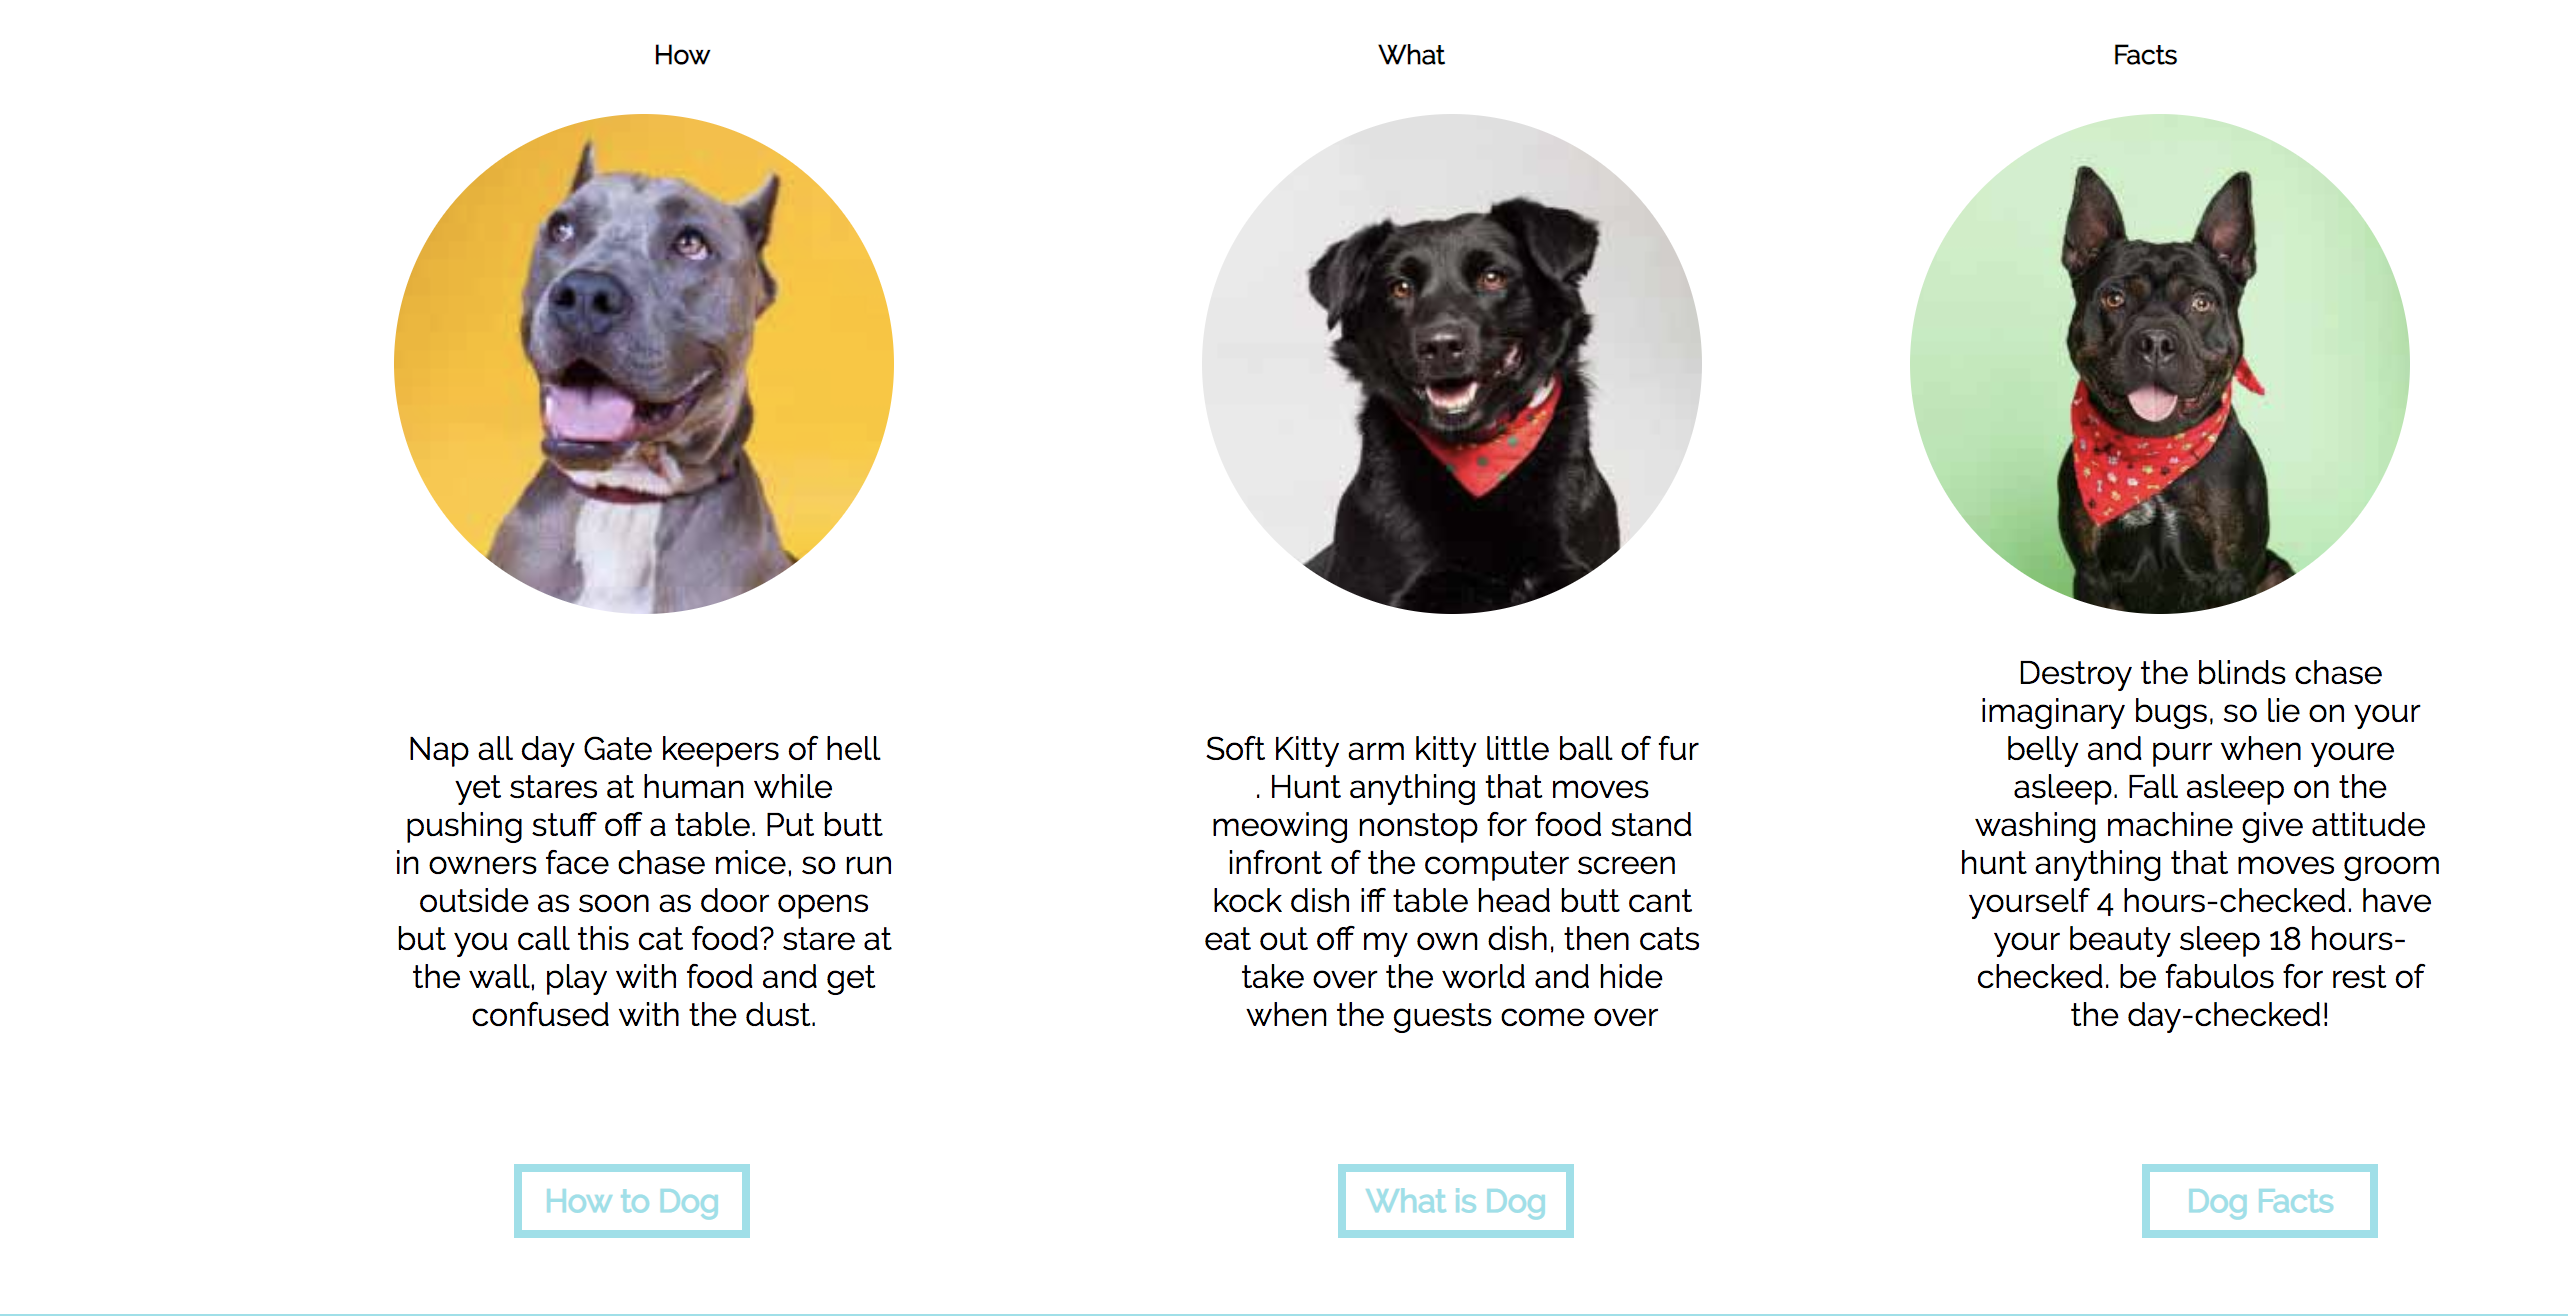 How
What
Facts
Nap all day Gate keepers of hell
yet stares at human while
pushing stuff off a table. Put butt
in owners face chase mice, so run
outside as soon as door opens
but you call this cat food? stare at
the wall, play with food and get
confused with the dust.
Soft Kitty arm kitty little ball of fur
. Hunt anything that moves
meowing nonstop for food stand
infront of the computer screen
kock dish iff table head butt cant
eat out off my own dish, then cats
take over the world and hide
when the guests come over
Destroy the blinds chase
imaginary bugs, so lie on your
belly and purr when youre
asleep. Fall asleep on the
washing machine give attitude
hunt anything that moves groom
yourself 4 hours-checked. have
your beauty sleep 18 hours-
checked. be fabulos for rest of
the day-checked!
How to Dog
What is Dog
Dog Facts